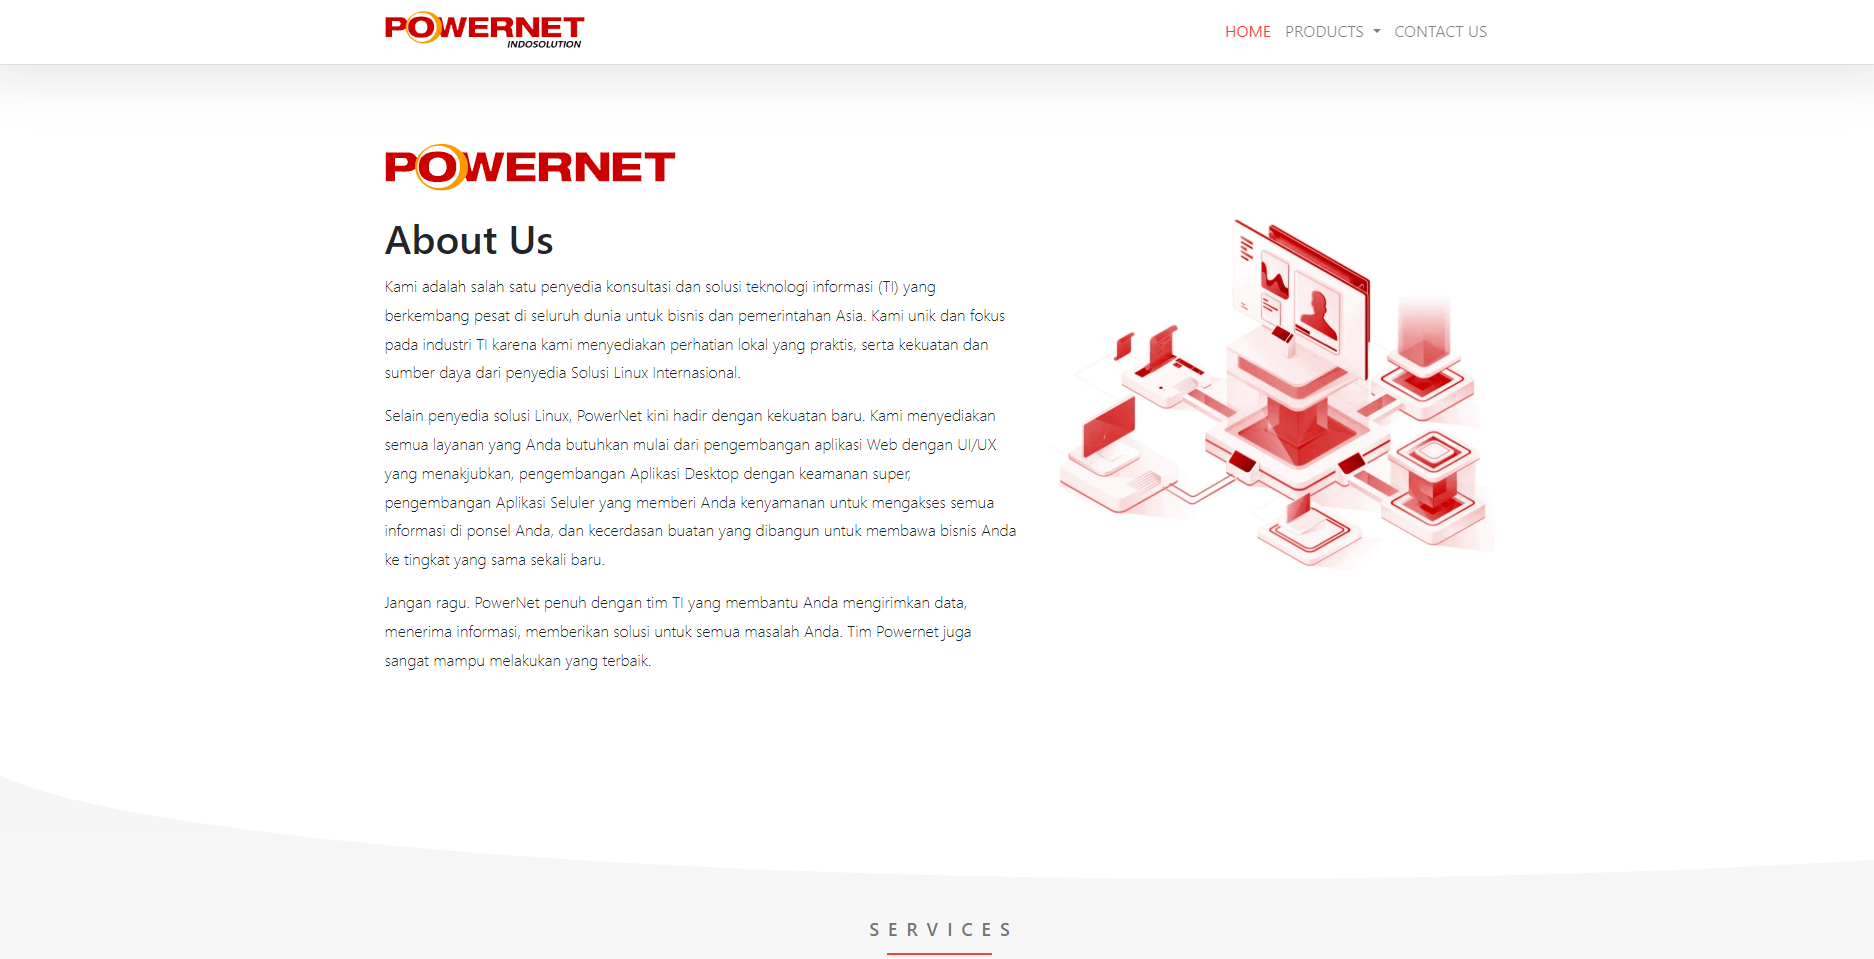 POWERNET
INDOSOLUTION
HOME PRODUCTS CONTACT US
POWERNET
About Us
Kami adalah salah satu penyedia konsultasi dan solusi teknologi informasi (TI) yang
berkembang pesat di seluruh dunia untuk bisnis dan pemerintahan Asia. Kami unik dan fokus
pada industri TI karena kami menyediakan perhatian lokal yang praktis, serta kekuatan dan
sumber daya dari penyedia Solusi Linux Internasional.
Selain penyedia solusi Linux, PowerNet kini hadir dengan kekuatan baru. Kami menyediakan
semua layanan yang Anda butuhkan mulai dari pengembangan aplikasi Web dengan UI/UX
yang menakjubkan, pengembangan Aplikasi Desktop dengan keamanan super,
pengembangan Aplikasi Seluler yang memberi Anda kenyamanan untuk mengakses semua
informasi di ponsel Anda, dan kecerdasan buatan yang dibangun untuk membawa bisnis Anda
ke tingkat yang sama sekali baru.
Jangan ragu. PowerNet penuh dengan tim TI yang membantu Anda mengirimkan data,
menerima informasi, memberikan solusi untuk semua masalah Anda. Tim Powernet juga
sangat mampu melakukan yang terbaik.
SERVICES